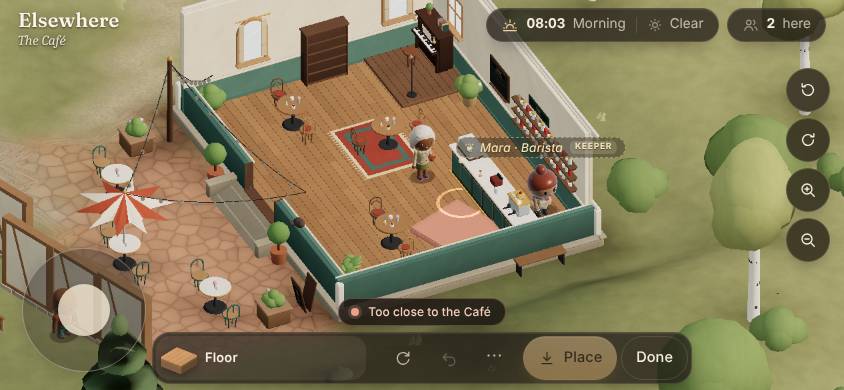 Elsewhere
The Café
08:03 Morning
Clear
2 here
Mara · Barista KEEPER
Too close to the Café
Floor
Place
Done